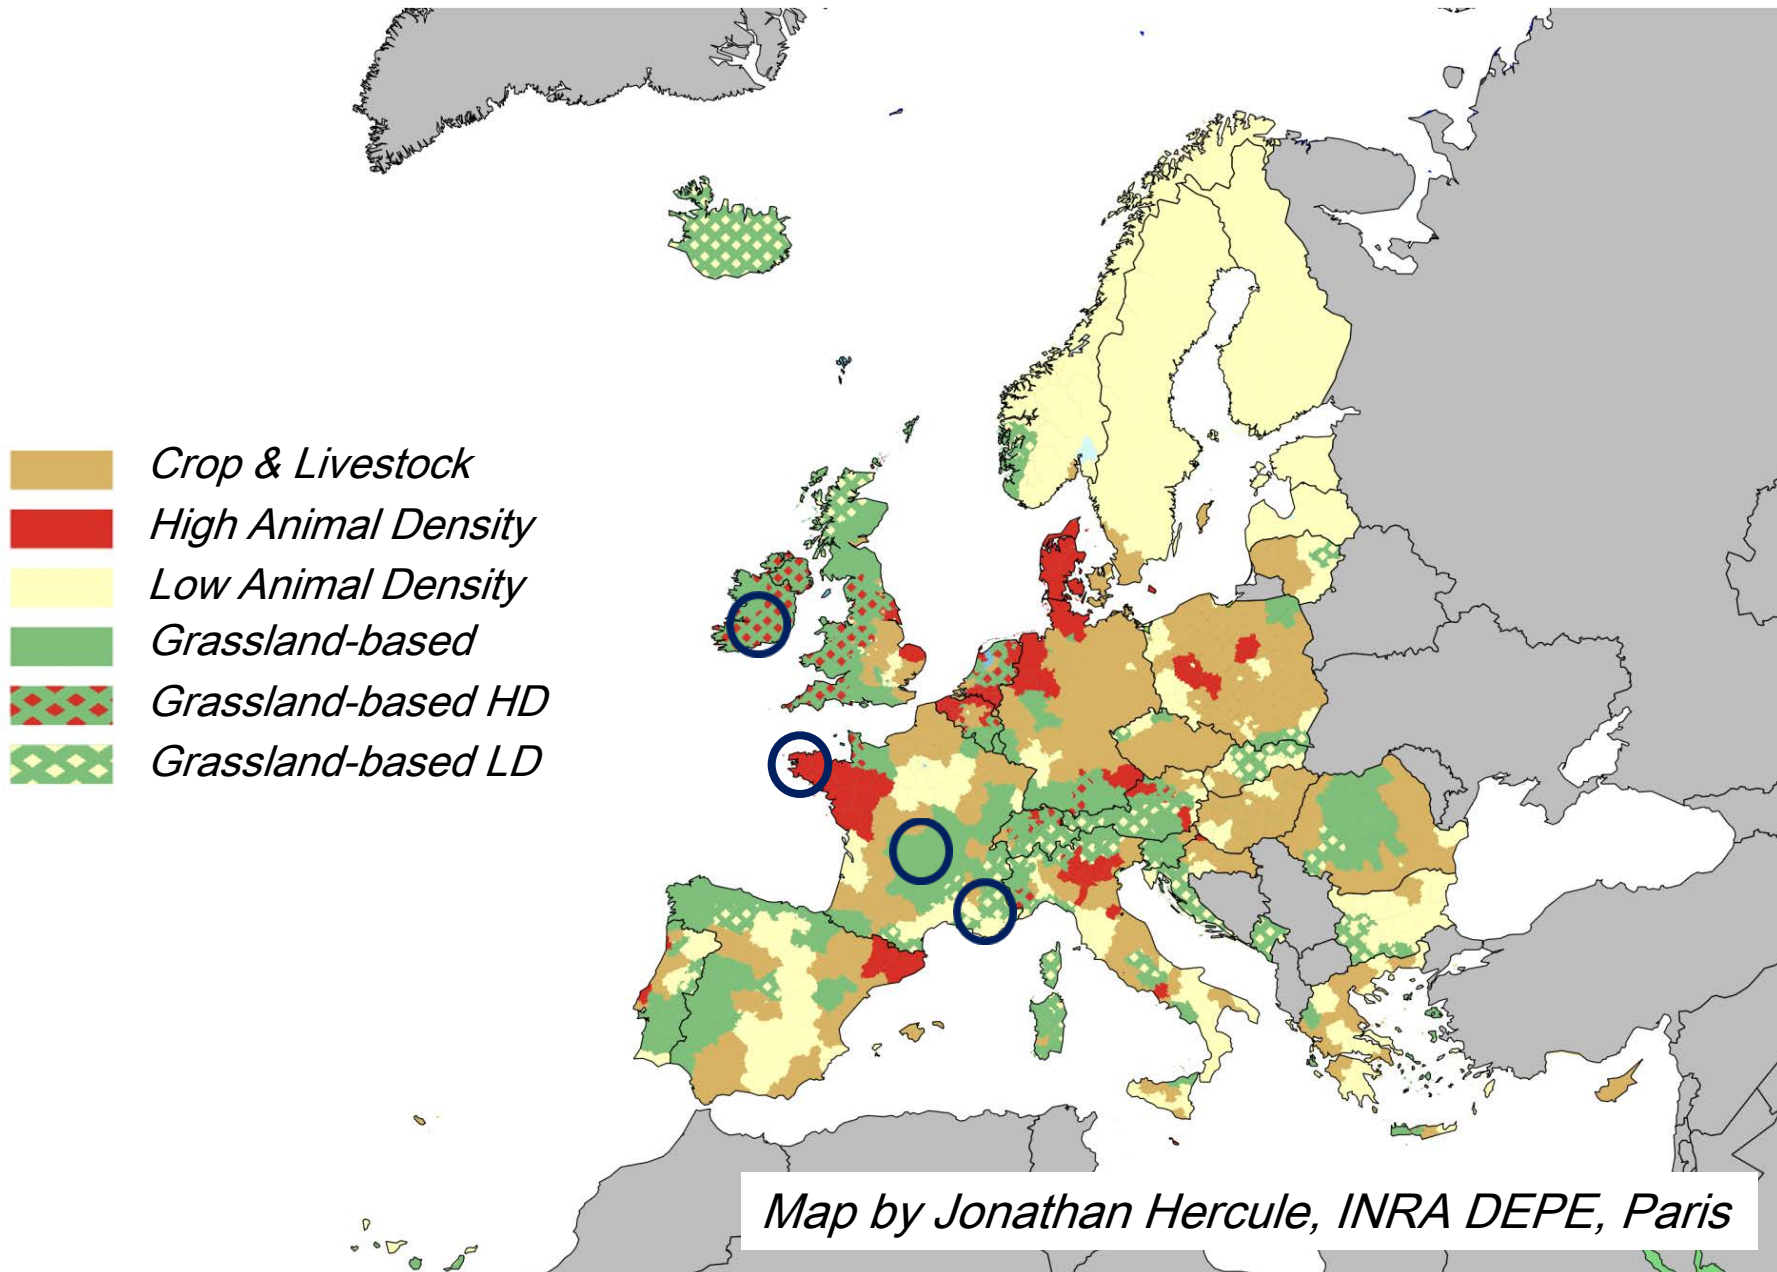 Crop & Livestock
High Animal Density
Low Animal Density
Grassland-based
Grassland-based HD
Grassland-based LD
Map by Jonathan Hercule, INRA DEPE, Paris